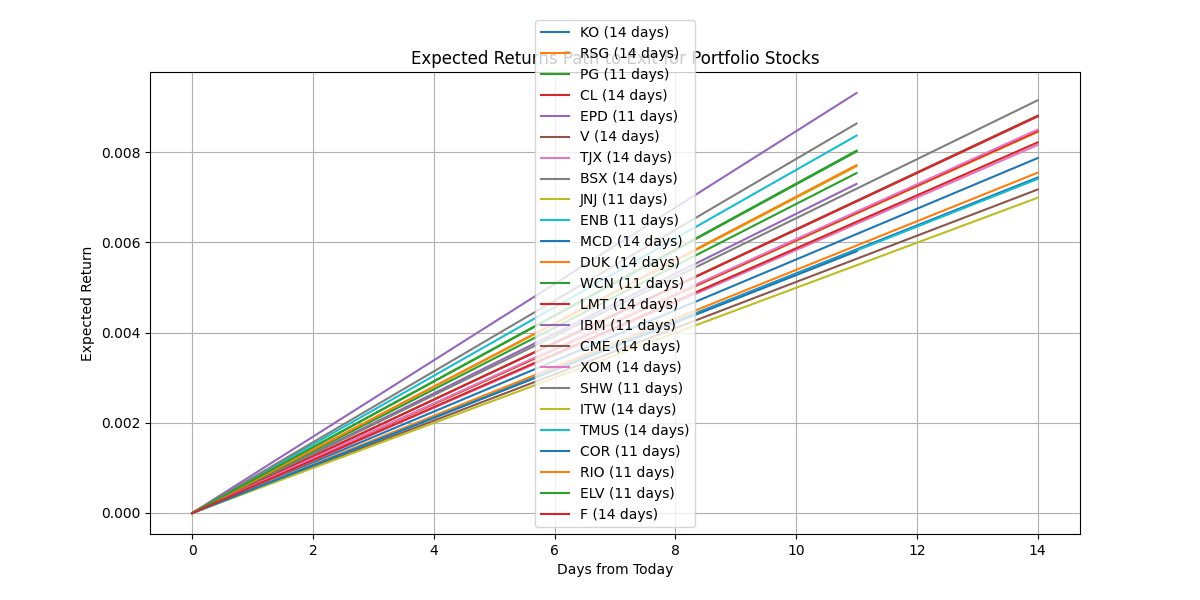 Expected Returns Path to Exit for Portfolio Stocks
KO (14 days)
RSG (14 days)
PG (11 days)
CL (14 days)
EPD (11 days)
V (14 days)
TJX (14 days)
BSX (14 days)
JNJ (11 days)
ENB (11 days)
MCD (14 days)
DUK (14 days)
WCN (11 days)
LMT (14 days)
IBM (11 days)
CME (14 days)
XOM (14 days)
SHW (11 days)
ITW (14 days)
TMUS (14 days)
COR (11 days)
RIO (11 days)
ELV (11 days)
F (14 days)
Expected Return
0.008
0.006
0.004
0.002
0.000
0 2 4 6 8 10 12 14
Days from Today